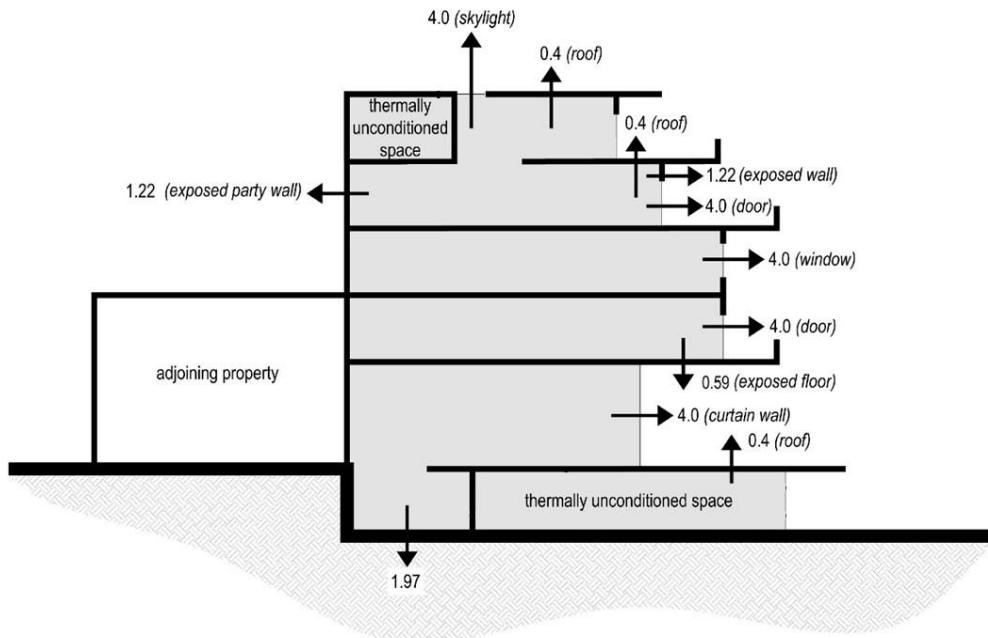 4.0 (skylight)
0.4 (roof)
thermally
unconditioned
space
0.4 (roof)
1.22 (exposed party wall)
1.22 (exposed wall)
4.0 (door)
4.0 (window)
4.0 (door)
adjoining property
0.59 (exposed floor)
4.0 (curtain wall)
0.4 (roof)
thermally unconditioned space
1.97